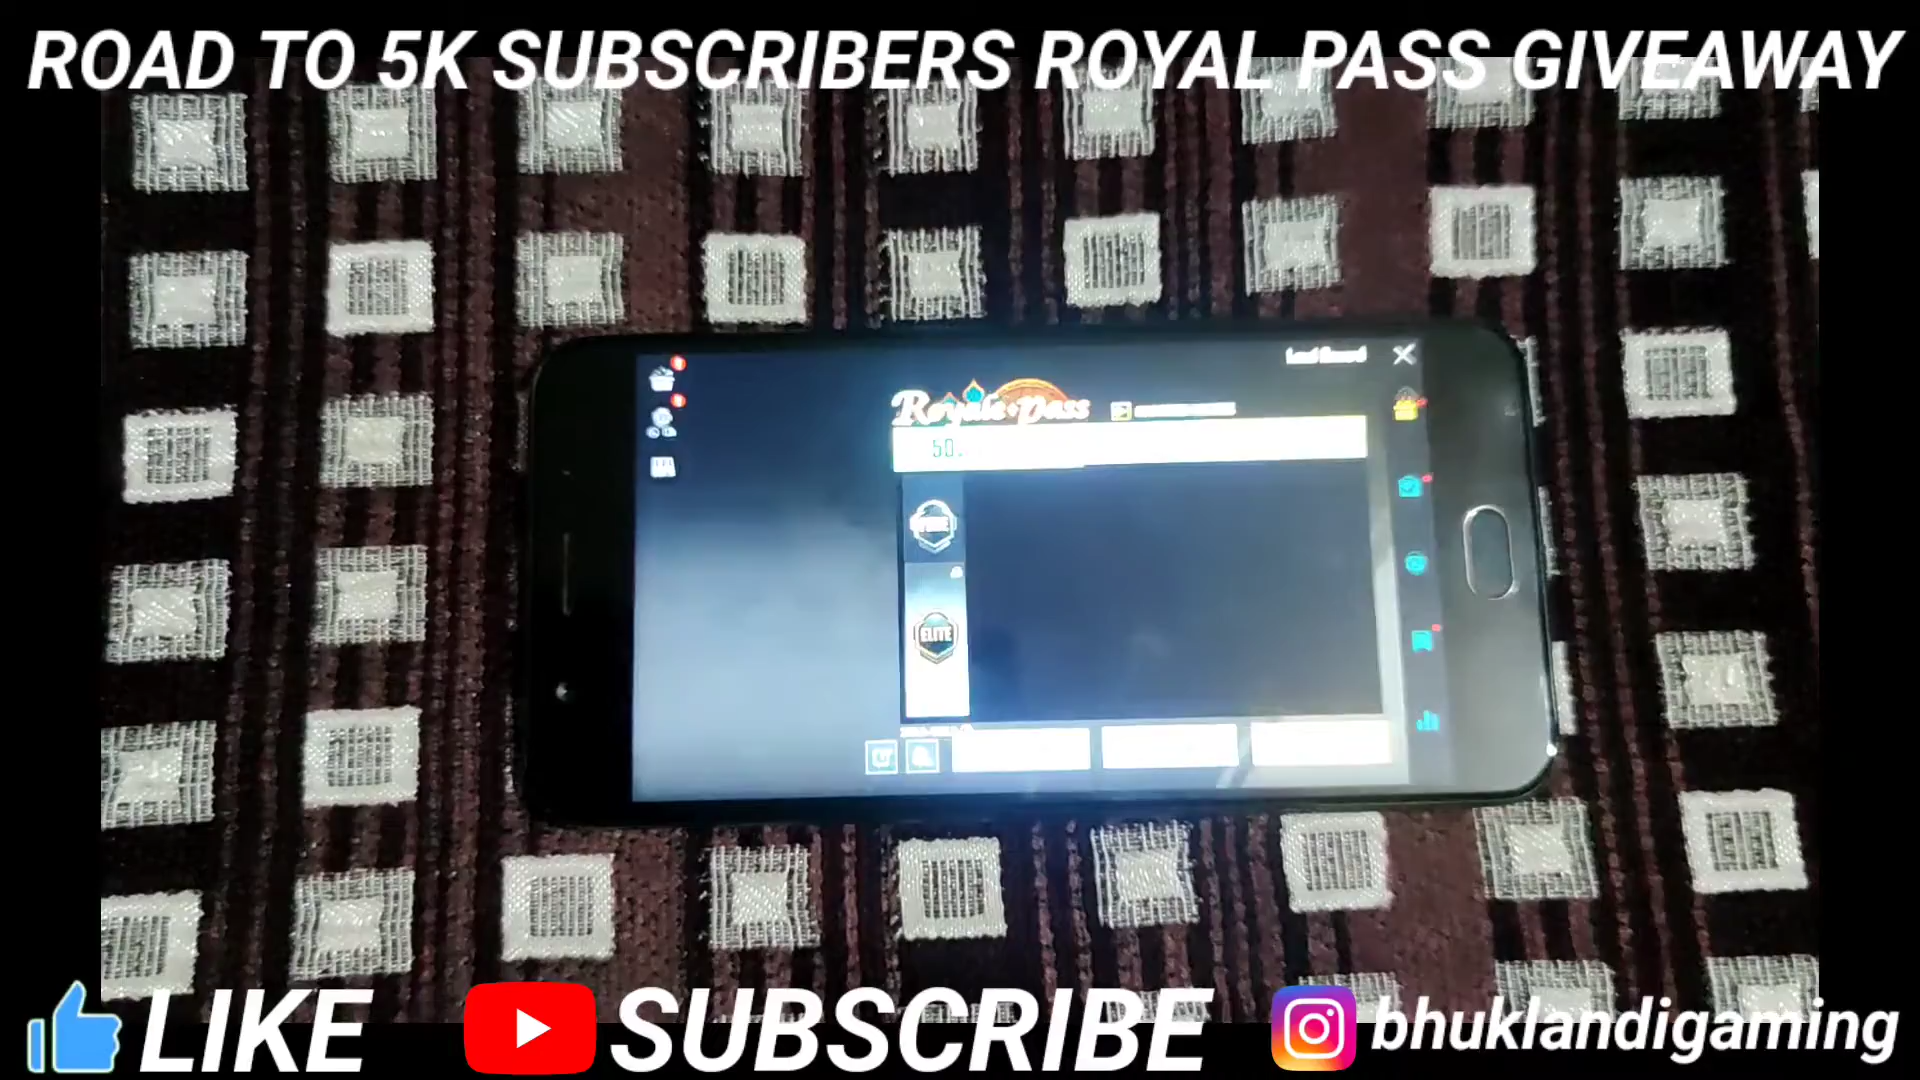 ROAD TO 5K SUBSCRIBERS ROYAL PASS GIVEAWAY
Royale Pass
50
ELITE
LIKE
SUBSCRIBE
bhuklandigaming